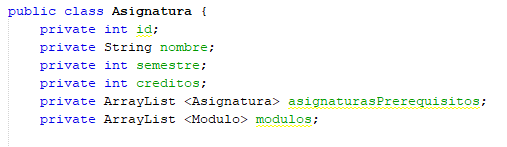 public class Asignatura {
private int id;
private String nombre;
private int semestre;
private int creditos;
private ArrayList <Asignatura> asignaturasPrerequisitos;
private ArrayList <Modulo> modulos;